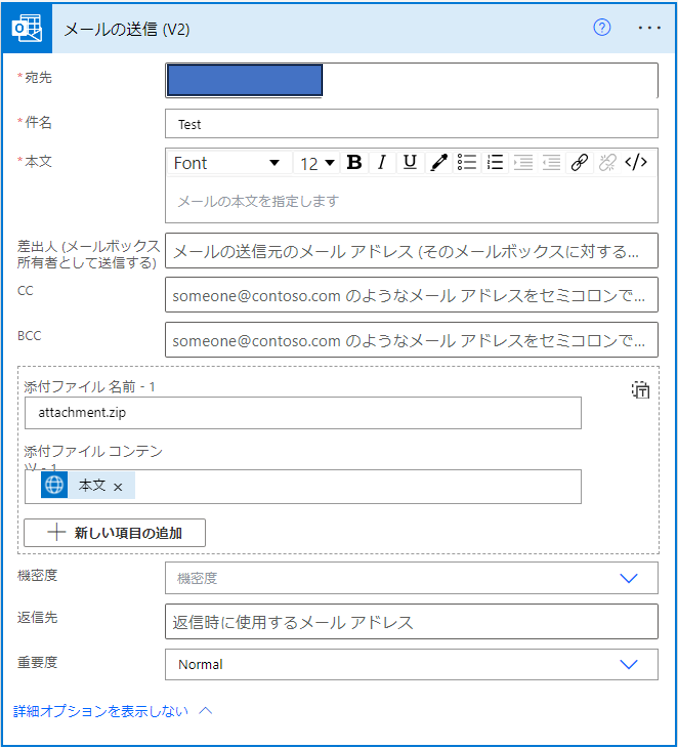 メールの送信 (V2)
*宛先
*件名
Test
*本文
Font
12
B I U </>
メールの本文を指定します
差出人 (メールボックス
所有者として送信する)
メールの送信元のメール アドレス (そのメールボックスに対する...
CC
someone@contoso.com のようなメール アドレスをセミコロンで...
BCC
someone@contoso.com のようなメール アドレスをセミコロンで...
添付ファイル 名前 - 1
attachment.zip
添付ファイル コンテン
ツ - 1
本文 ×
新しい項目の追加
機密度
機密度
返信先
返信時に使用するメール アドレス
重要度
Normal
詳細オプションを表示しない